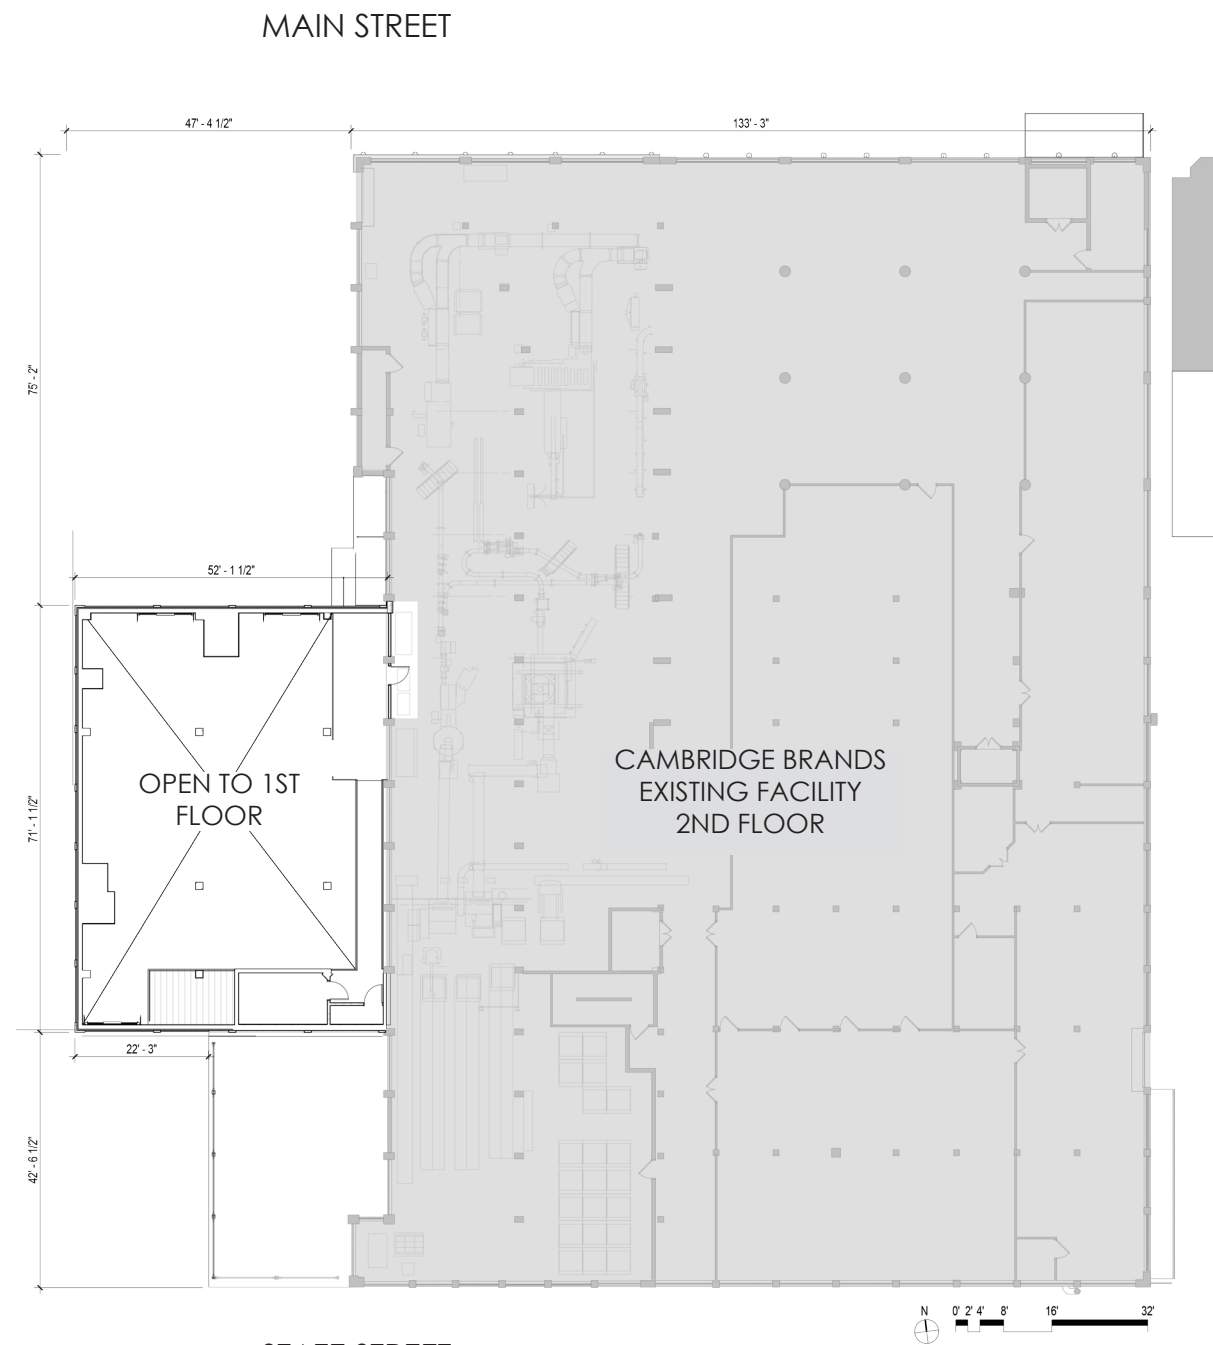 MAIN STREET
47' - 4 1/2"
133' - 3"
75' - 2"
52' - 1 1/2"
OPEN TO 1ST
FLOOR
CAMBRIDGE BRANDS
EXISTING FACILITY
2ND FLOOR
71' - 1 1/2"
22' - 3"
42' - 6 1/2"
N
0' 2' 4' 8' 16' 32'
STATE STREET